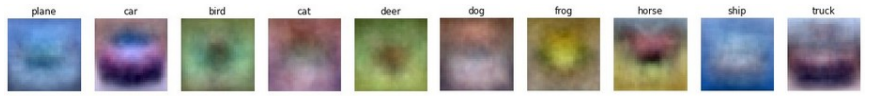 plane car bird cat deer dog frog horse ship truck